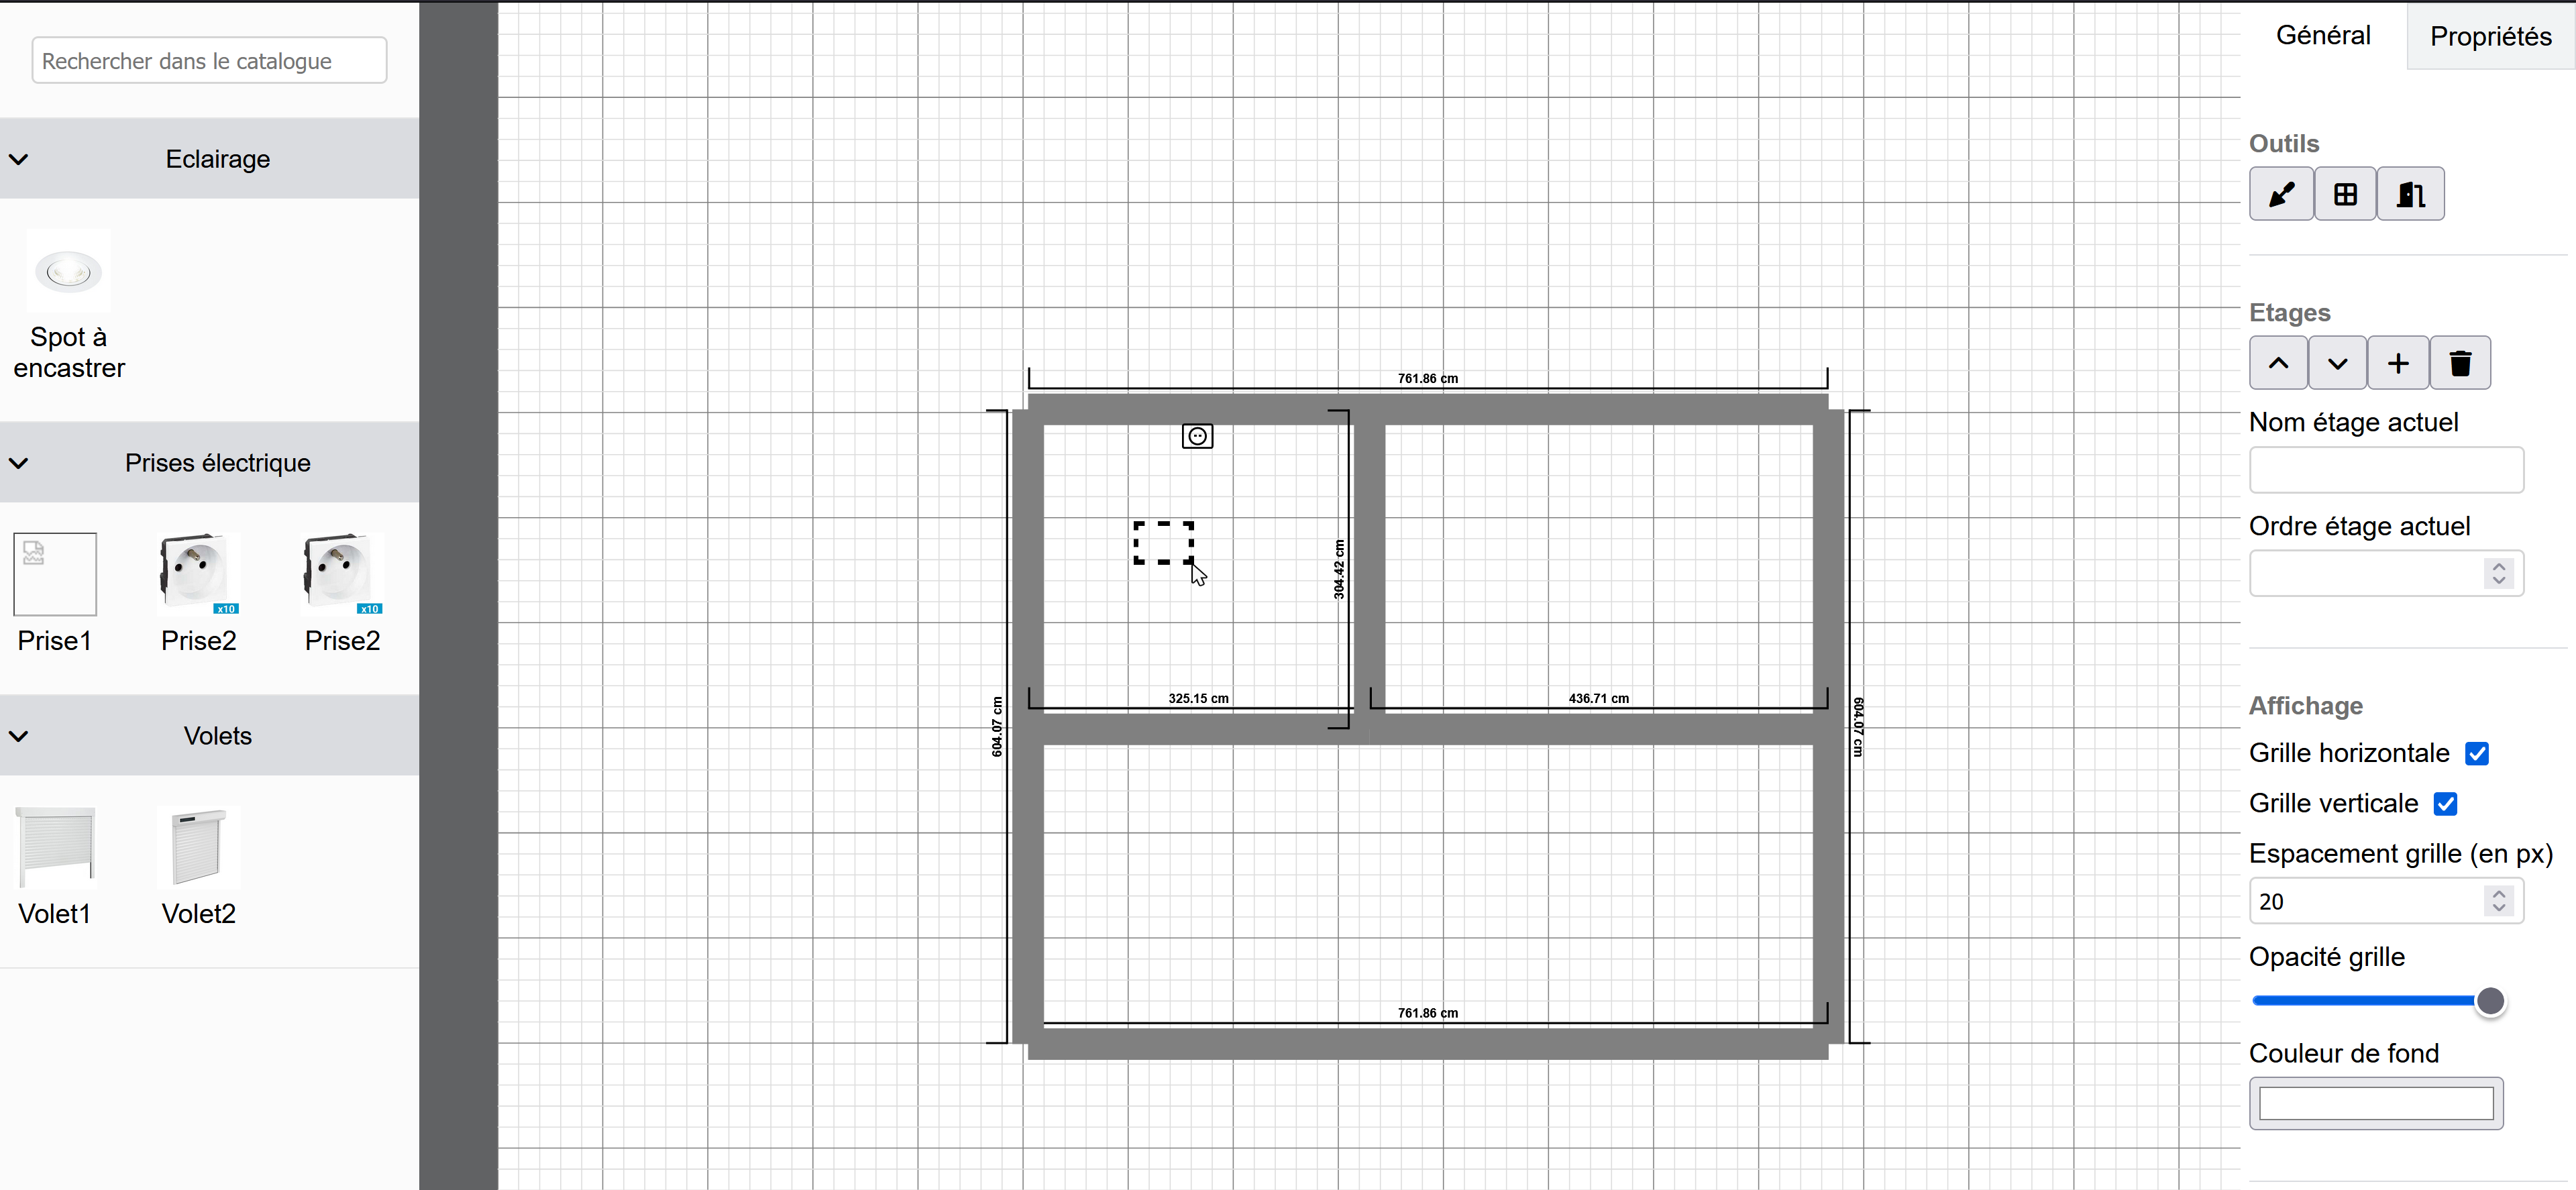 Rechercher dans le catalogue
Eclairage
Spot à
encastrer
Prises électrique
x10
x10
Prise1
Prise2
Prise2
Volets
Volet1
Volet2
761.86 cm
304.42 cm
325.15 cm
436.71 cm
604.07 cm
604.07 cm
761.86 cm
Général
Propriétés
Outils
Etages
Nom étage actuel
Ordre étage actuel
Affichage
Grille horizontale
Grille verticale
Espacement grille (en px)
20
Opacité grille
Couleur de fond